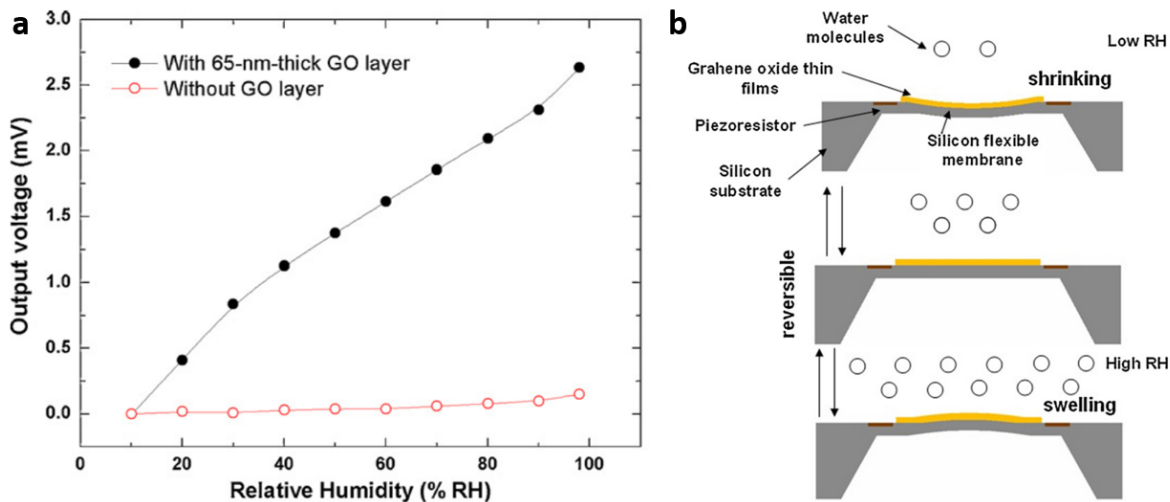 a
3.0
2.5
2.0
1.5
1.0
0.5
0.0
Output voltage (mV)
With 65-nm-thick GO layer
Without GO layer
0
20
40
60
80
100
Relative Humidity (% RH)
b
Water
molecules
Low RH
Grahene oxide thin
films
shrinking
Piezoresistor
Silicon flexible
membrane
Silicon
substrate
reversible
High RH
swelling